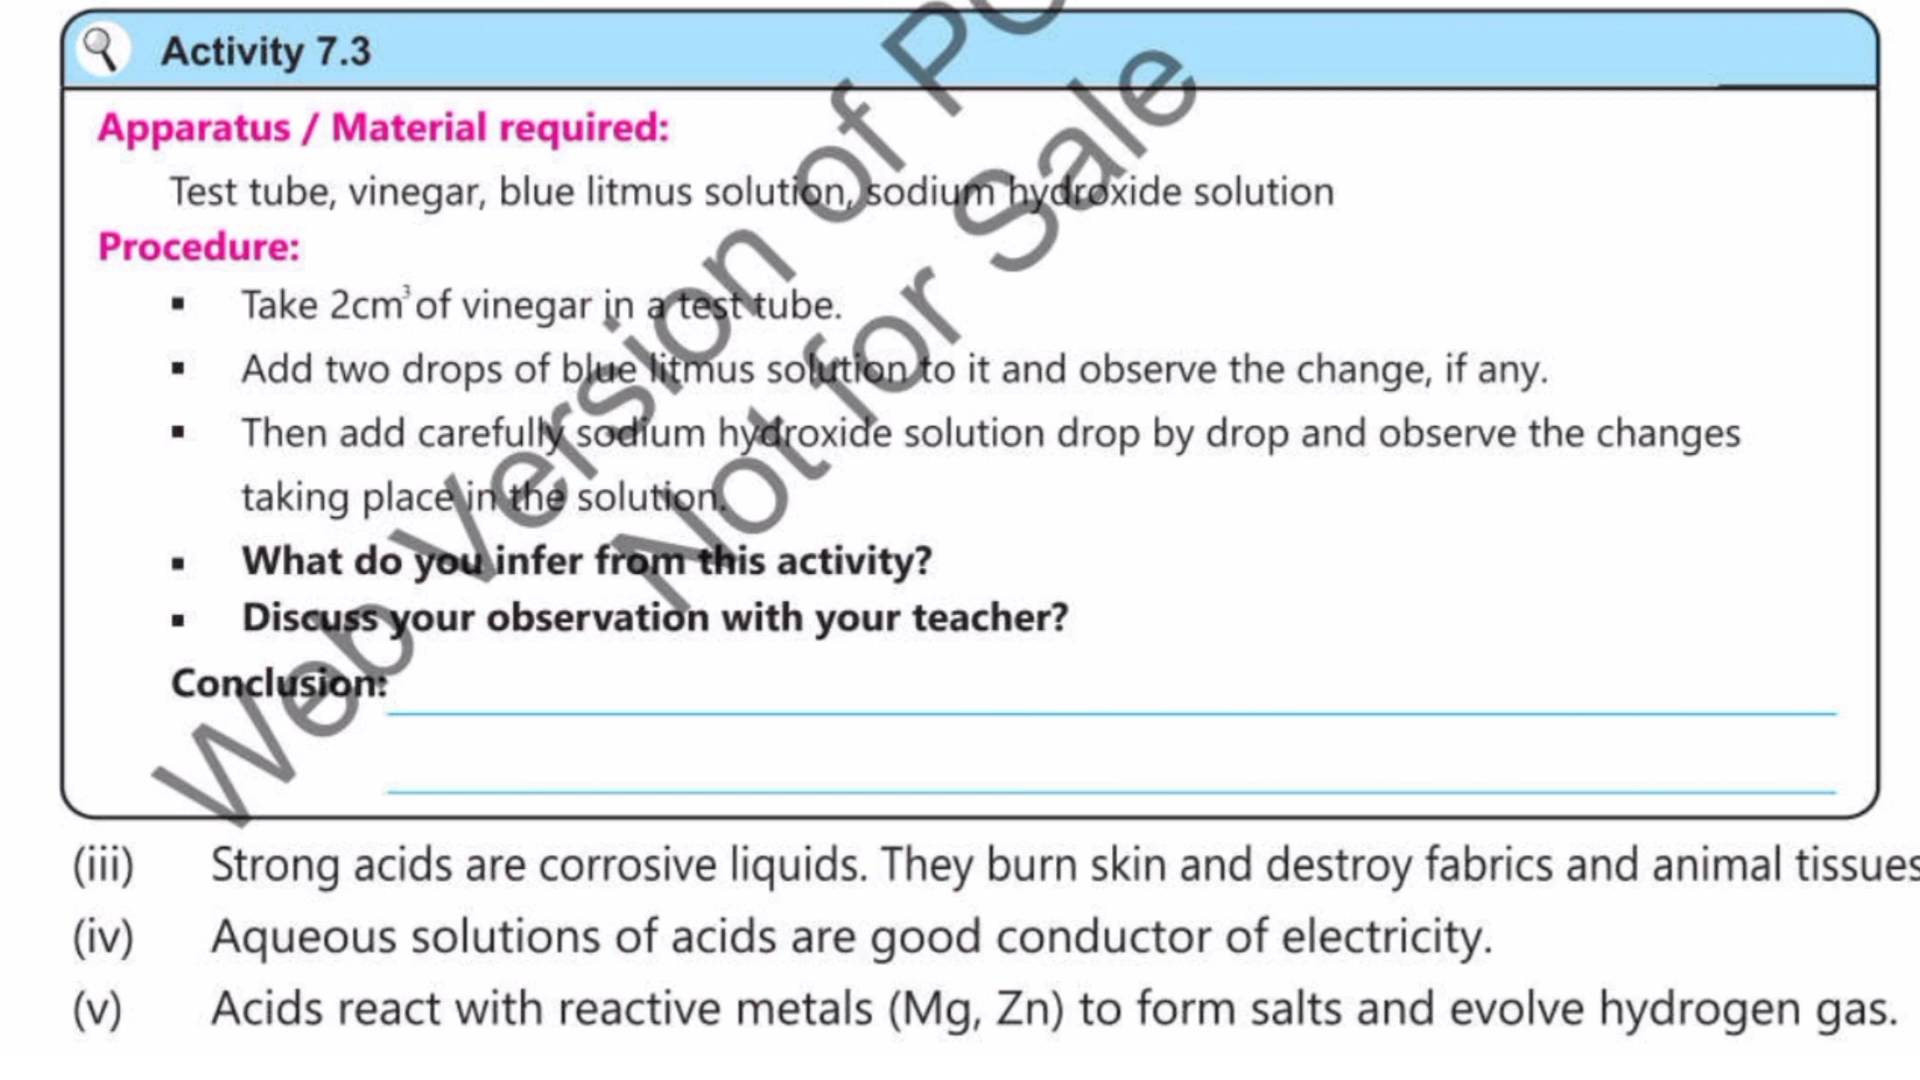 Activity 7.3
Apparatus / Material required:
Test tube, vinegar, blue litmus solution, sodium hydroxide solution
Procedure:
▪ Take 2cm³ of vinegar in a test tube.
▪ Add two drops of blue litmus solution to it and observe the change, if any.
▪ Then add carefully sodium hydroxide solution drop by drop and observe the changes
taking place in the solution.
▪ What do you infer from this activity?
▪ Discuss your observation with your teacher?
Conclusion:
(iii) Strong acids are corrosive liquids. They burn skin and destroy fabrics and animal tissues
(iv) Aqueous solutions of acids are good conductor of electricity.
(v) Acids react with reactive metals (Mg, Zn) to form salts and evolve hydrogen gas.
Web Version of
Not for Sale